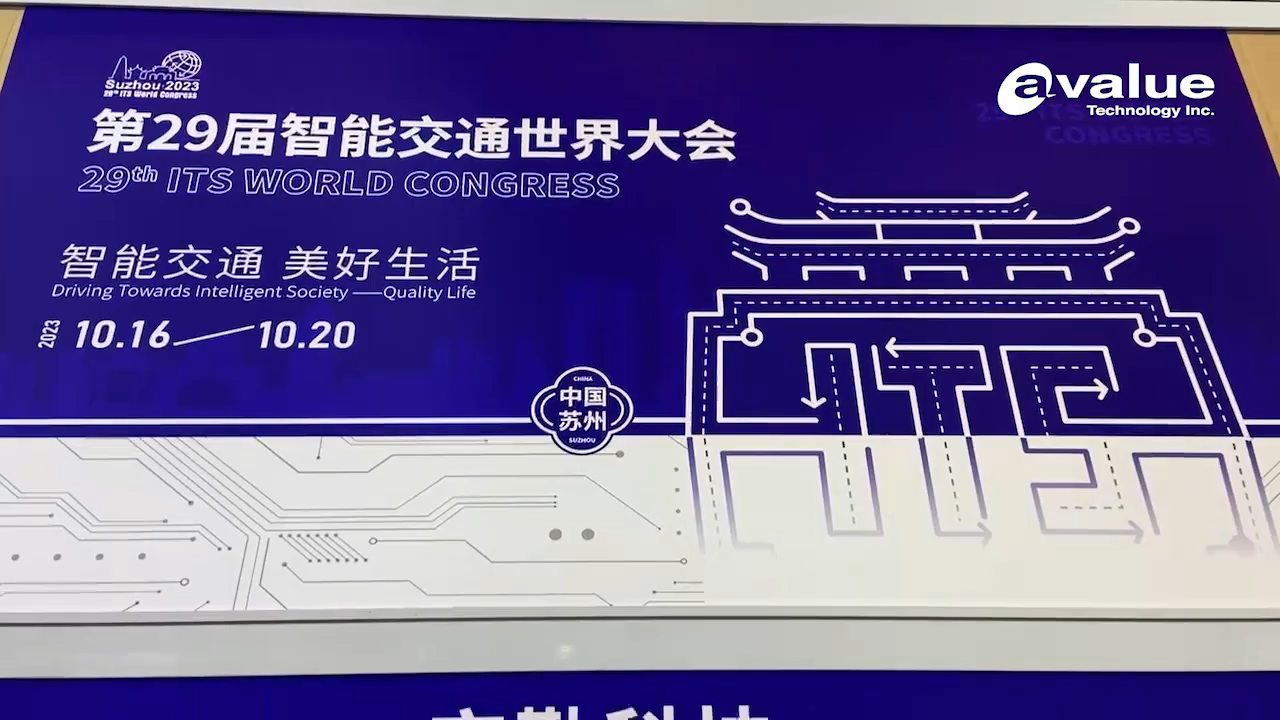 Suzhou 2023
29th ITS World Congress
第29届智能交通世界大会
29th ITS WORLD CONGRESS
智能交通 美好生活
Driving Towards Intelligent Society ——Quality Life
2023 10.16 10.20
avalue
Technology Inc.
CONGRESS
CHINA
中国
苏州
SUZHOU
ITS